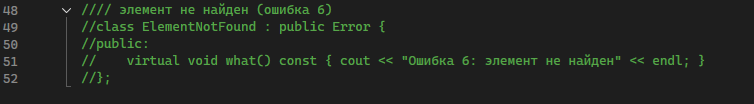 48 //// элемент не найден (ошибка 6)
49 //class ElementNotFound : public Error {
50 //public:
51 //    virtual void what() const { cout << "Ошибка 6: элемент не найден" << endl; }
52 //};